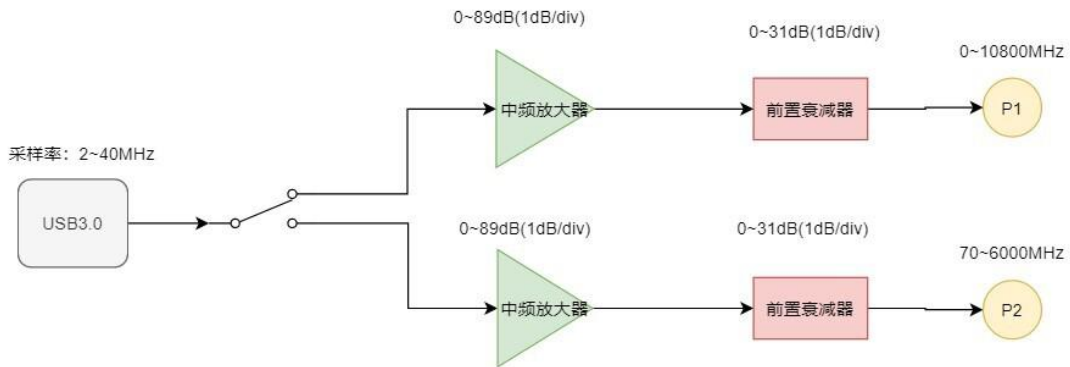 0~89dB(1dB/div)
0~31dB(1dB/div)
0~10800MHz
中频放大器
前置衰减器
P1
采样率：2~40MHz
USB3.0
0~89dB(1dB/div)
0~31dB(1dB/div)
70~6000MHz
中频放大器
前置衰减器
P2